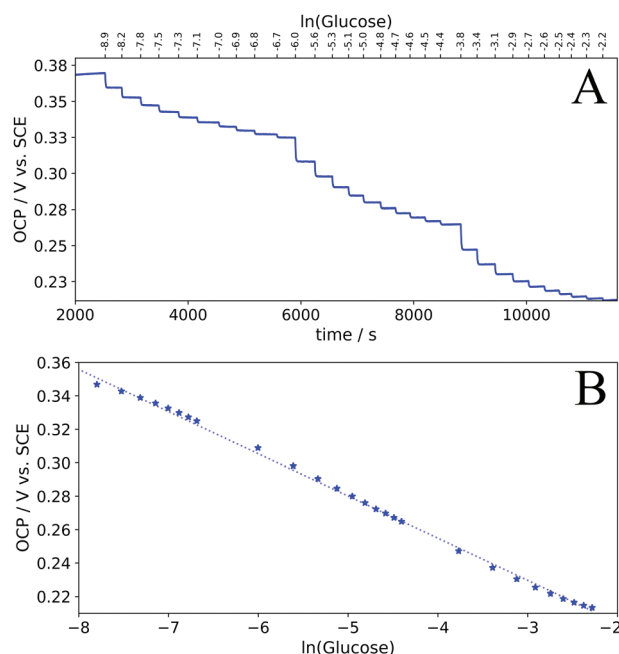 ln(Glucose)
-8.9 -8.2 -7.8 -7.5 -7.3 -7.1 -7.0 -6.9 -6.8 -6.7 -6.0 -5.6 -5.3 -5.1 -5.0 -4.8 -4.7 -4.6 -4.5 -4.4 -3.8 -3.4 -3.1 -2.9 -2.7 -2.6 -2.5 -2.4 -2.3 -2.2
A
0.38
0.35
0.33
0.30
0.28
0.25
0.23
OCP / V vs. SCE
2000 4000 6000 8000 10000
time / s
B
0.36
0.34
0.32
0.30
0.28
0.26
0.24
0.22
OCP / V vs. SCE
−8 −7 −6 −5 −4 −3 −2
ln(Glucose)